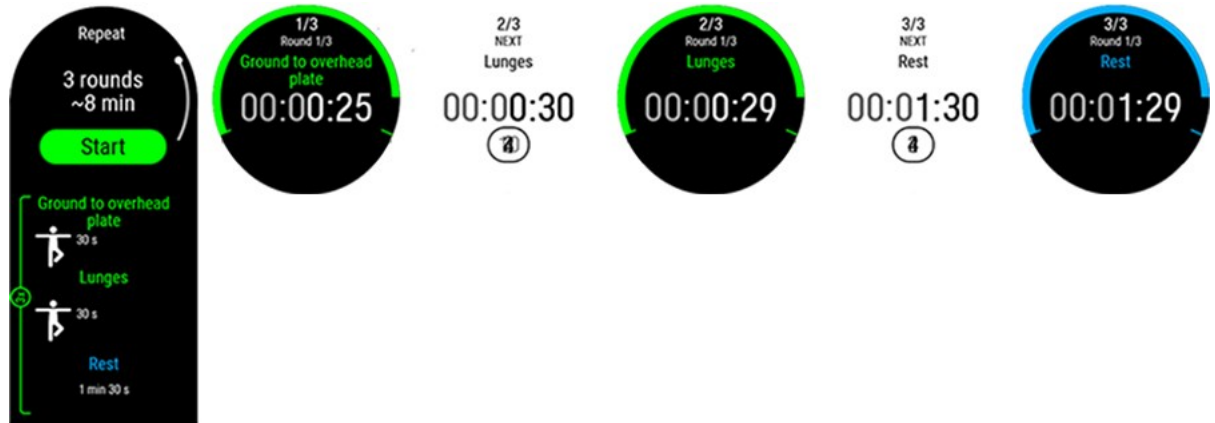 Repeat
3 rounds
~8 min
Start
Ground to overhead
plate
30 s
Lunges
30 s
Rest
1 min 30 s
1/3
Round 1/3
Ground to overhead
plate
00:00:25
2/3
NEXT
Lunges
00:00:30
2/3
Round 1/3
Lunges
00:00:29
3/3
NEXT
Rest
00:01:30
3/3
Round 1/3
Rest
00:01:29